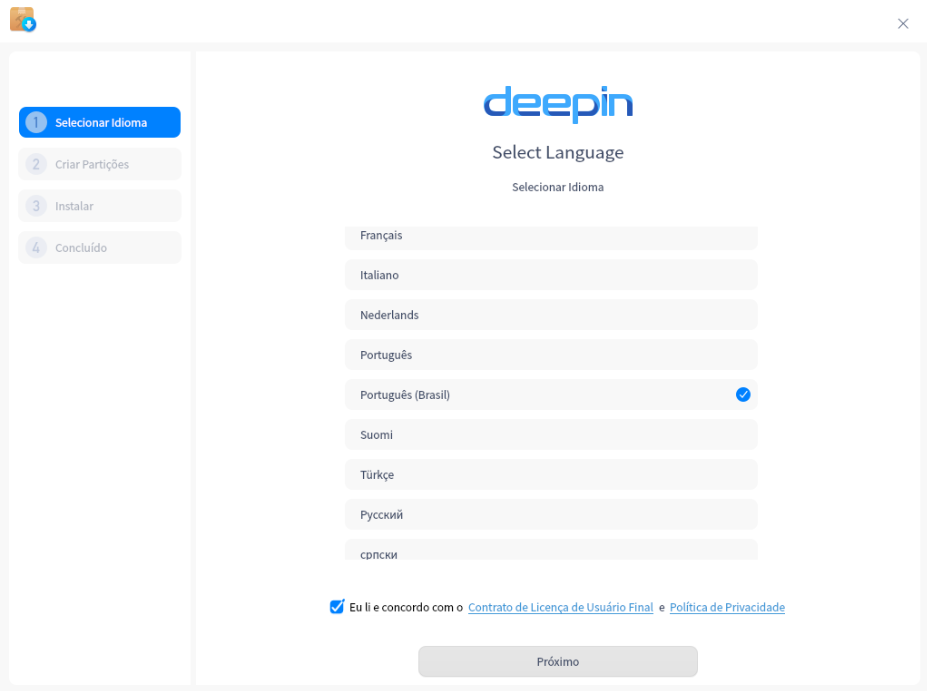 deepin
Select Language
Selecionar Idioma
1 Selecionar Idioma
2 Criar Partições
3 Instalar
4 Concluído
Français
Italiano
Nederlands
Português
Português (Brasil)
Suomi
Türkçe
Русский
српски
Eu li e concordo com o Contrato de Licença de Usuário Final e Política de Privacidade
Próximo